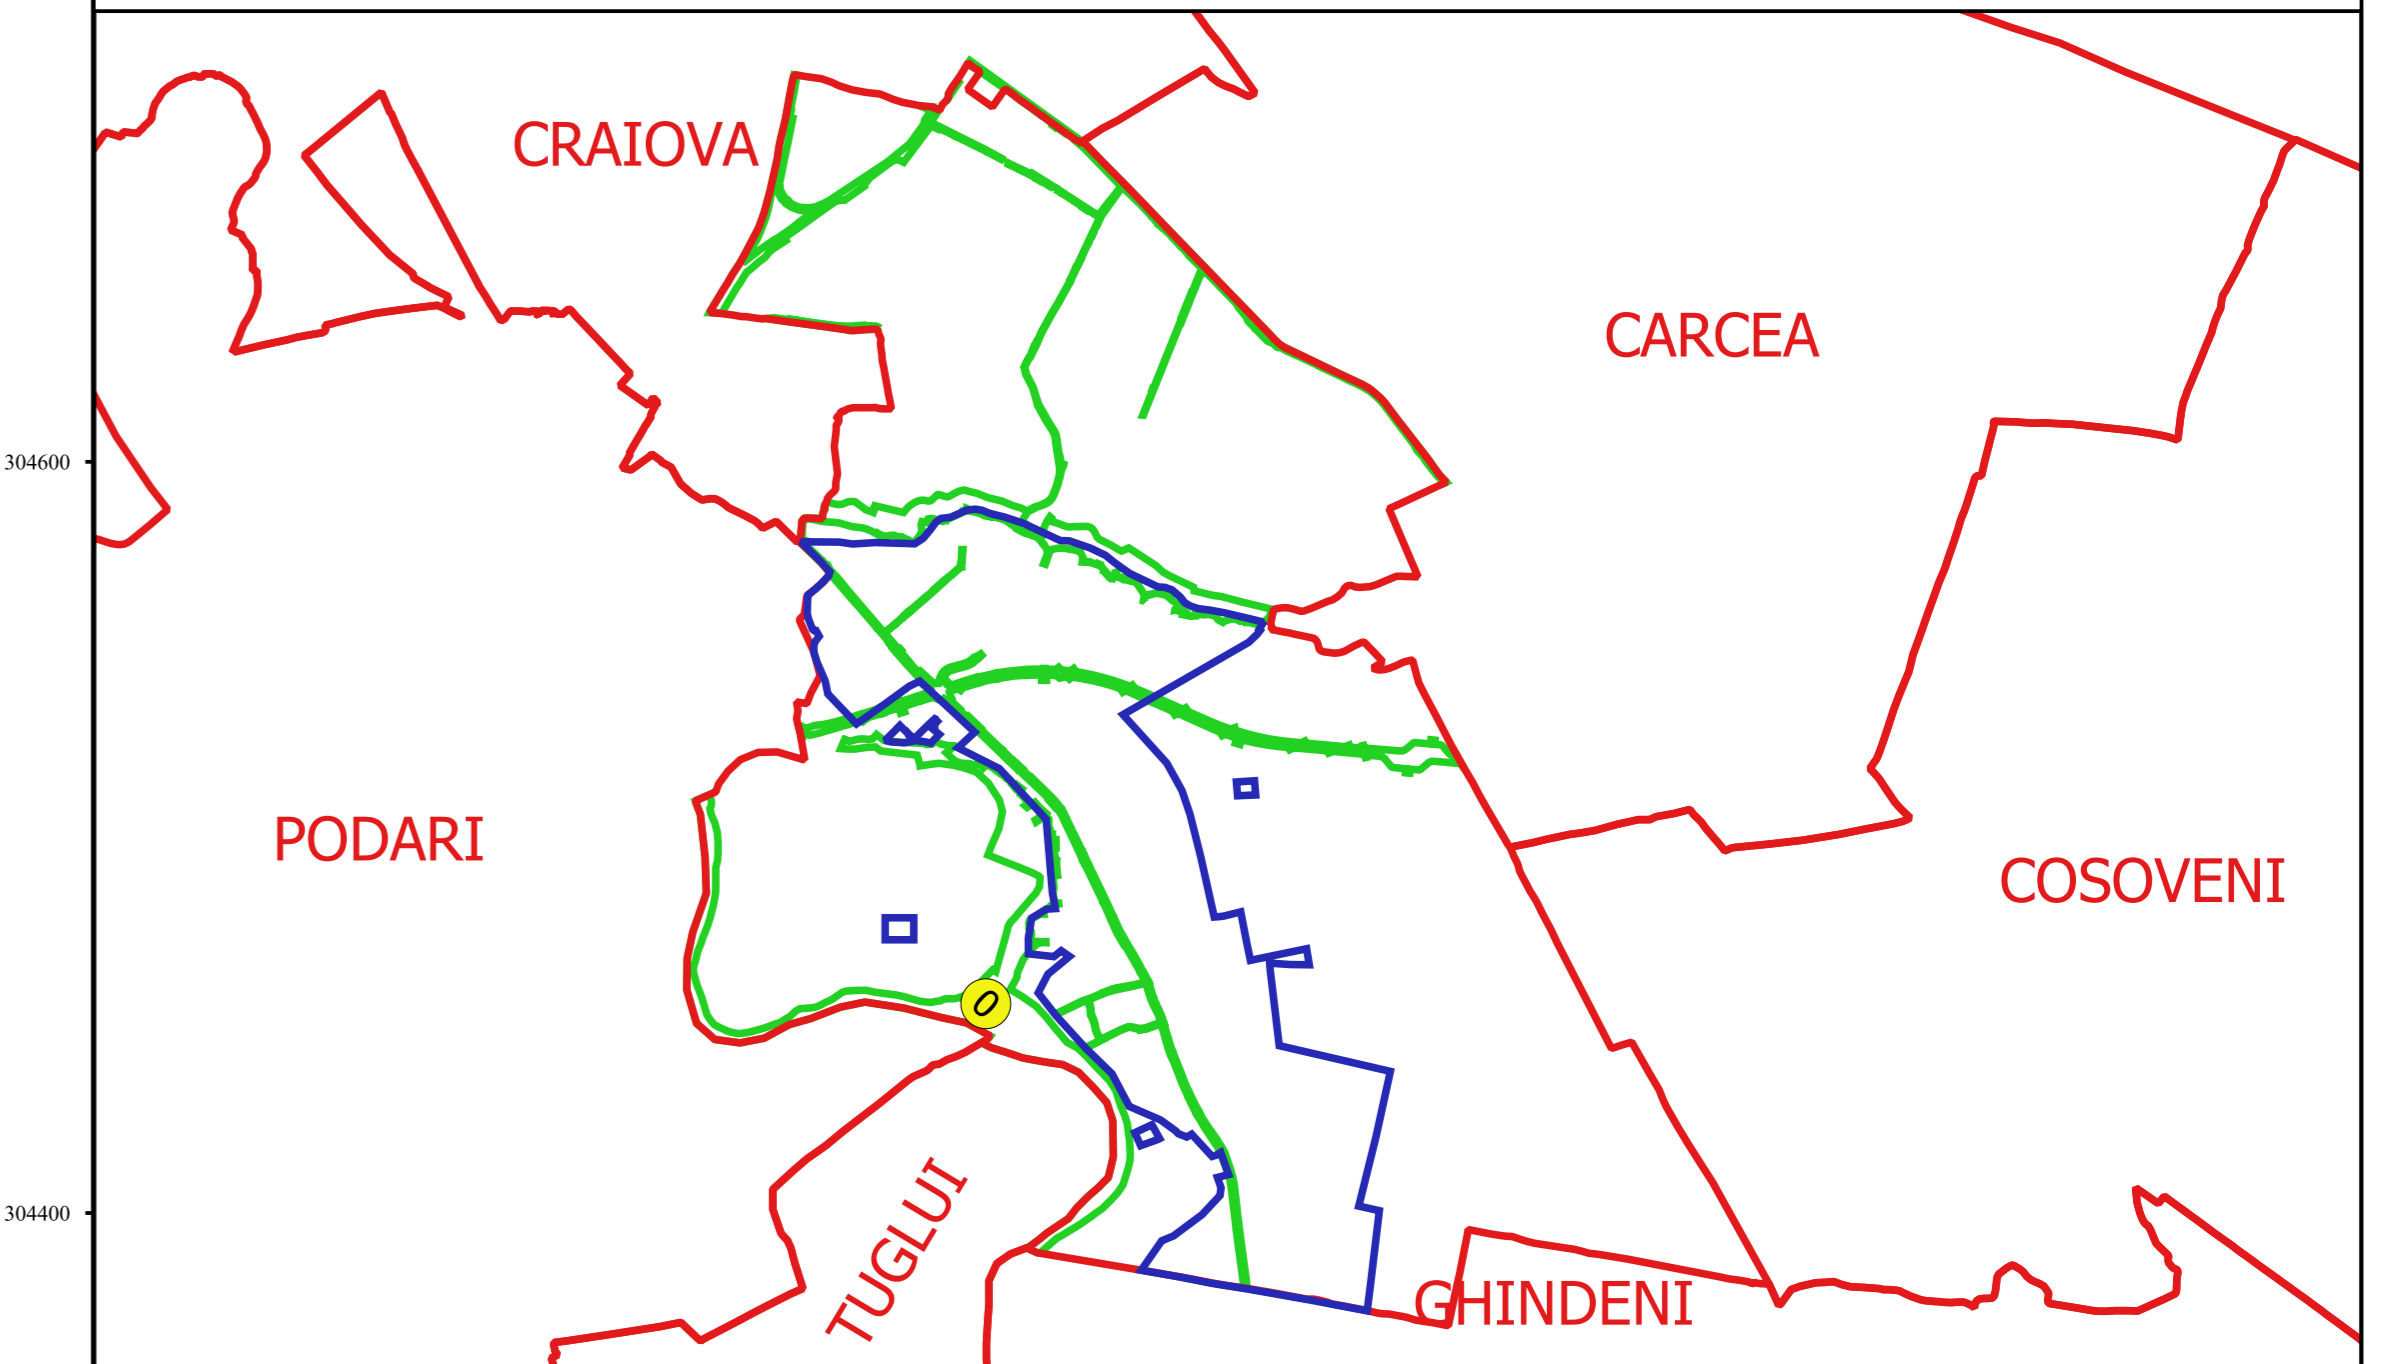 CRAIOVA
CARCEA
304600
PODARI
COSOVENI
0
304400
TUGLUI
GHINDENI